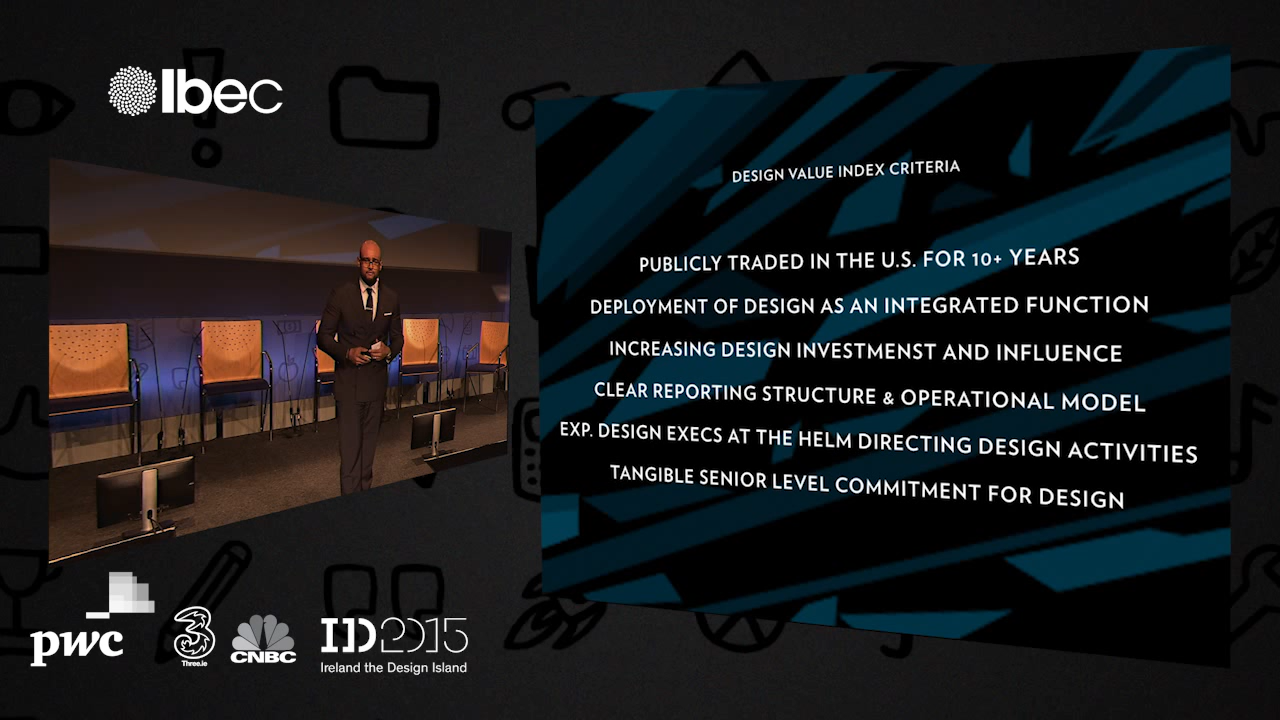 Ibec
DESIGN VALUE INDEX CRITERIA
PUBLICLY TRADED IN THE U.S. FOR 10+ YEARS
DEPLOYMENT OF DESIGN AS AN INTEGRATED FUNCTION
INCREASING DESIGN INVESTMENST AND INFLUENCE
CLEAR REPORTING STRUCTURE & OPERATIONAL MODEL
EXP. DESIGN EXECS AT THE HELM DIRECTING DESIGN ACTIVITIES
TANGIBLE SENIOR LEVEL COMMITMENT FOR DESIGN
pwc
3
Three.ie
CNBC
ID2015
Ireland the Design Island